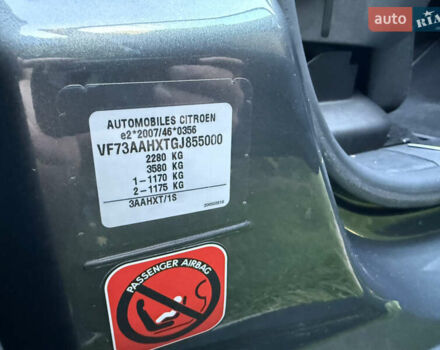 auto RIA
AUTOMOBILES CITROEN
e2*2007/46*0356
VF73AAHXTGJ855000
2280 KG
3580 KG
1-1170 KG
2-1175 KG
3AAHXT/1S
PASSENGER AIRBAG